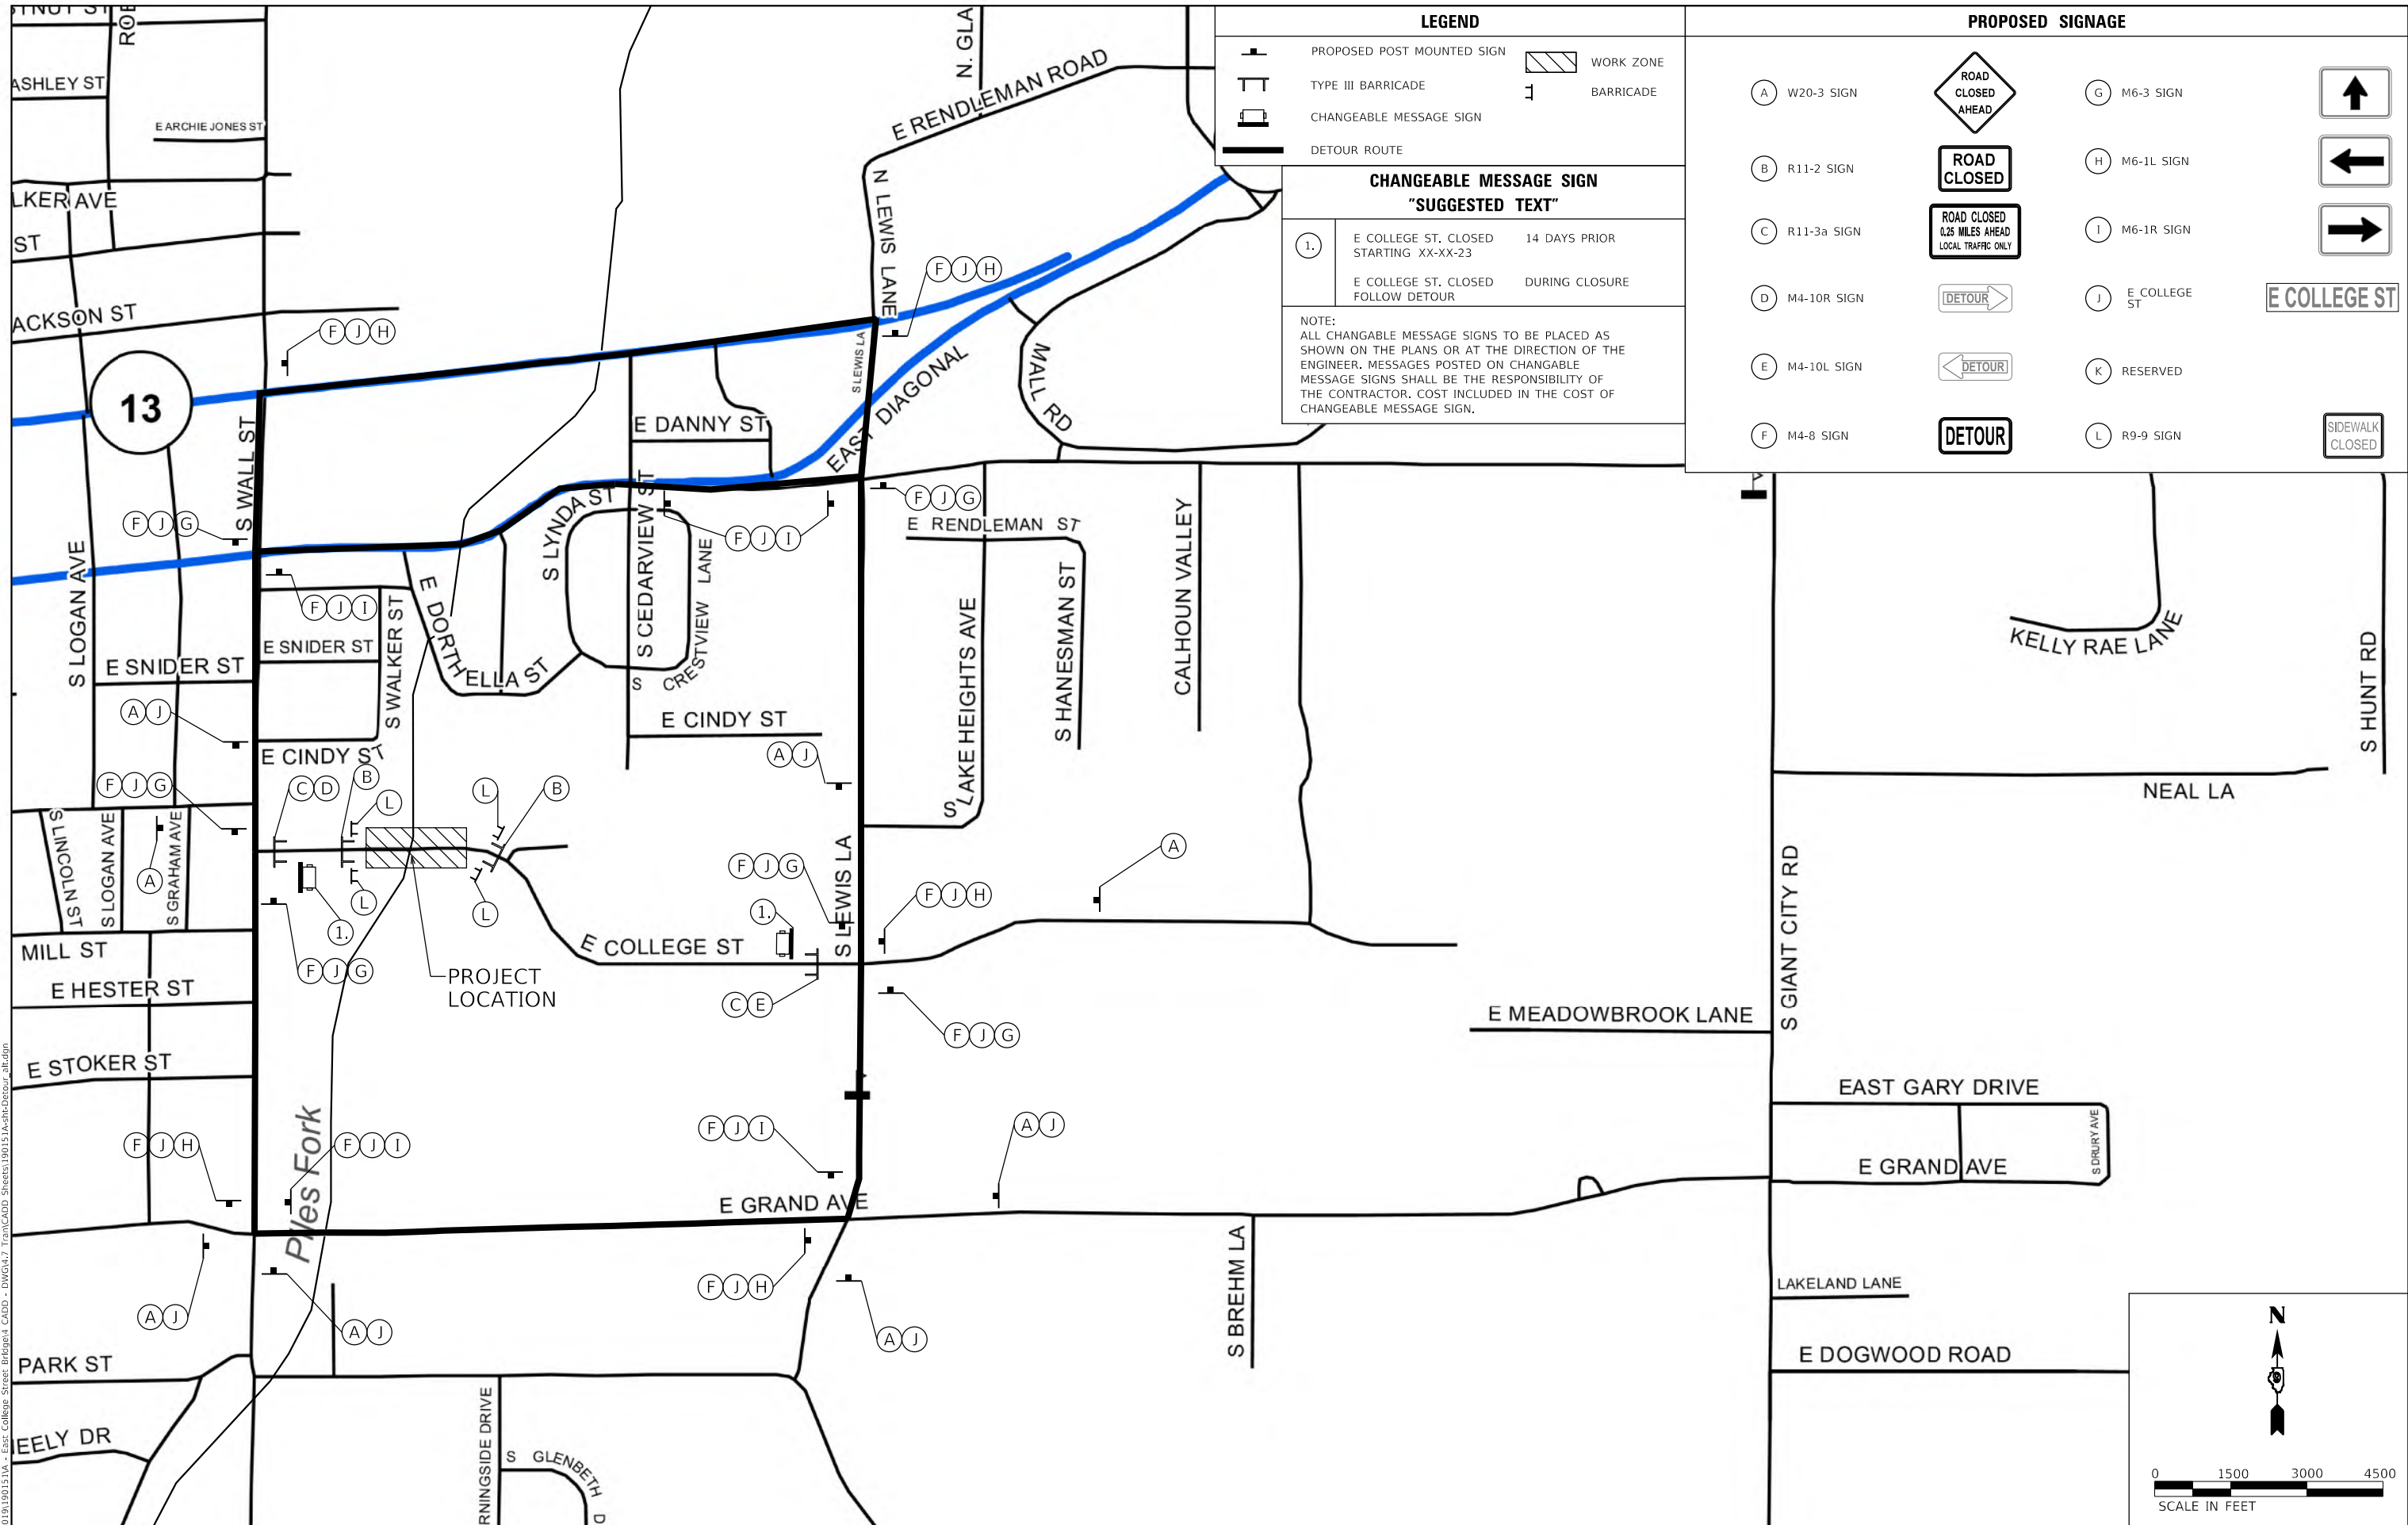 ASHLEY ST
E ARCHIE JONES ST
LKER AVE
ST
ACKSON ST
13
S WALL ST
S LOGAN AVE
N. GLA
E RENDLEMAN ROAD
N LEWIS LANE
S LEWIS LA
EAST DIAGONAL
MALL RD
E DANNY ST
S LYNDA ST
S CEDARVIEW ST
S CRESTVIEW LANE
E DORTHELLA ST
E SNIDER ST
E SNIDER ST
S WALKER ST
E CINDY ST
E CINDY ST
E RENDLEMAN ST
S LAKE HEIGHTS AVE
S HANESMAN ST
CALHOUN VALLEY
KELLY RAE LANE
S HUNT RD
NEAL LA
S GIANT CITY RD
S LINCOLN ST
S LOGAN AVE
S GRAHAM AVE
MILL ST
E HESTER ST
E STOKER ST
E COLLEGE ST
S LEWIS LA
PROJECT
LOCATION
Piles Fork
E GRAND AVE
E MEADOWBROOK LANE
EAST GARY DRIVE
E GRAND AVE
S DRURY AVE
S BREHM LA
LAKELAND LANE
E DOGWOOD ROAD
PARK ST
EELY DR
RNINGSIDE DRIVE
S GLENBETH D
F J H
F J H
F J G
F J G
F J I
F J I
A J
F J G
C D
B
L
L
B
A
L
L
1.
F J G
A J
A
F J G
F J H
1.
C E
F J G
F J H
F J I
F J I
A J
A J
A J
F J H
A J
LEGEND
PROPOSED POST MOUNTED SIGN
TYPE III BARRICADE
CHANGEABLE MESSAGE SIGN
DETOUR ROUTE
WORK ZONE
BARRICADE
CHANGEABLE MESSAGE SIGN
"SUGGESTED TEXT"
1.
E COLLEGE ST. CLOSED 14 DAYS PRIOR
STARTING XX-XX-23
E COLLEGE ST. CLOSED DURING CLOSURE
FOLLOW DETOUR
NOTE:
ALL CHANGABLE MESSAGE SIGNS TO BE PLACED AS
SHOWN ON THE PLANS OR AT THE DIRECTION OF THE
ENGINEER. MESSAGES POSTED ON CHANGABLE
MESSAGE SIGNS SHALL BE THE RESPONSIBILITY OF
THE CONTRACTOR. COST INCLUDED IN THE COST OF
CHANGEABLE MESSAGE SIGN.
PROPOSED SIGNAGE
A W20-3 SIGN
ROAD
CLOSED
AHEAD
B R11-2 SIGN
ROAD
CLOSED
C R11-3a SIGN
ROAD CLOSED
0.25 MILES AHEAD
LOCAL TRAFFIC ONLY
D M4-10R SIGN
DETOUR
E M4-10L SIGN
DETOUR
F M4-8 SIGN
DETOUR
G M6-3 SIGN
H M6-1L SIGN
I M6-1R SIGN
J E COLLEGE
ST
E COLLEGE ST
K RESERVED
L R9-9 SIGN
SIDEWALK
CLOSED
N
0 1500 3000 4500
SCALE IN FEET